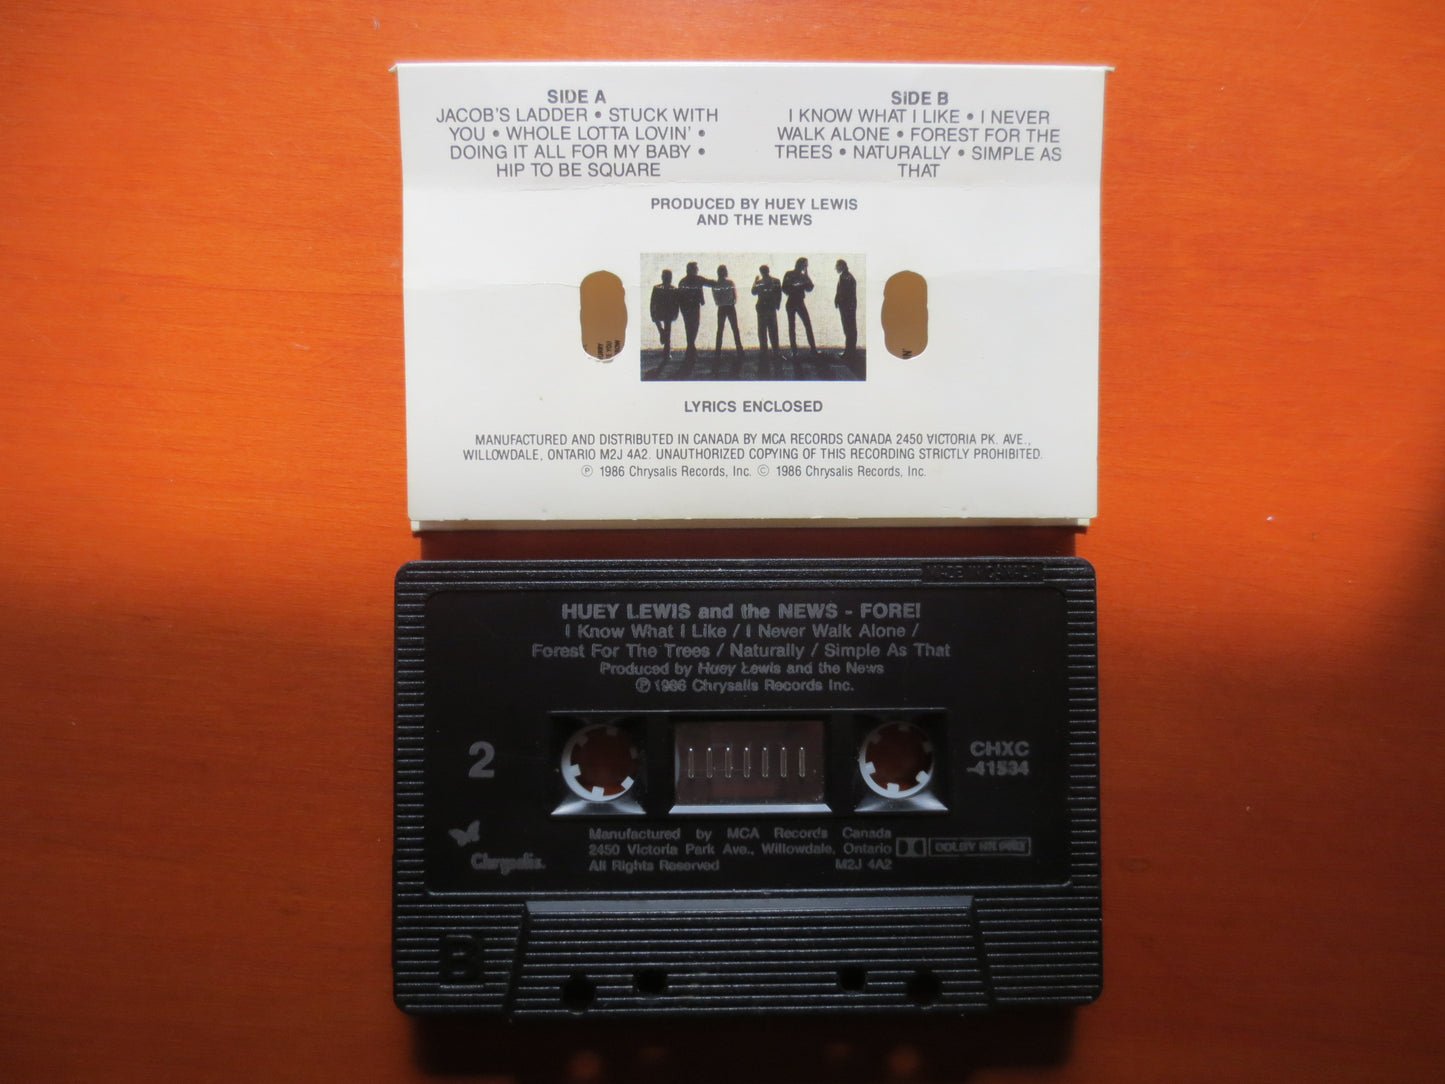 SIDE A
JACOB'S LADDER • STUCK WITH
YOU • WHOLE LOTTA LOVIN' •
DOING IT ALL FOR MY BABY •
HIP TO BE SQUARE
SIDE B
I KNOW WHAT I LIKE • I NEVER
WALK ALONE • FOREST FOR THE
TREES • NATURALLY • SIMPLE AS
THAT
PRODUCED BY HUEY LEWIS
AND THE NEWS
LYRICS ENCLOSED
MANUFACTURED AND DISTRIBUTED IN CANADA BY MCA RECORDS CANADA 2450 VICTORIA PK. AVE.,
WILLOWDALE, ONTARIO M2J 4A2. UNAUTHORIZED COPYING OF THIS RECORDING STRICTLY PROHIBITED.
℗ 1986 Chrysalis Records, Inc. © 1986 Chrysalis Records, Inc.
MADE IN CANADA
HUEY LEWIS and the NEWS - FORE!
I Know What I Like / I Never Walk Alone /
Forest For The Trees / Naturally / Simple As That
Produced by Huey Lewis and the News
℗ 1986 Chrysalis Records Inc.
2
CHXC
-41534
Chrysalis.
Manufactured by MCA Records Canada
2450 Victoria Park Ave., Willowdale, Ontario
All Rights Reserved M2J 4A2
DOLBY
B